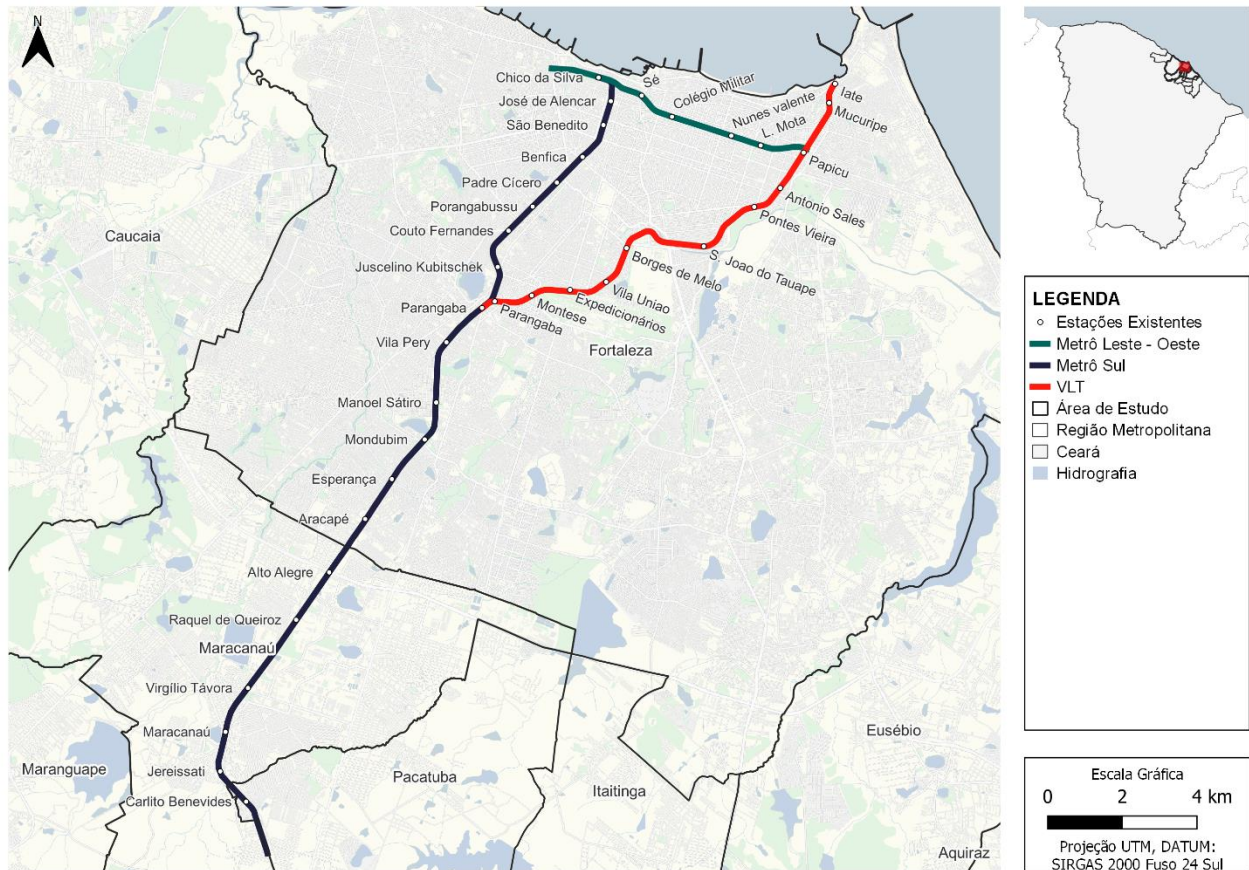 N
Chico da Silva
José de Alencar
São Benedito
Benfica
Padre Cícero
Porangabussu
Couto Fernandes
Juscelino Kubitschek
Parangaba
Vila Pery
Manoel Sátiro
Mondubim
Esperança
Aracapé
Alto Alegre
Raquel de Queiroz
Maracanaú
Virgílio Távora
Maracanaú
Jereissati
Carlito Benevides
Sé
Colégio Militar
Nunes valente
L. Mota
Iate
Mucuripe
Papicu
Antonio Sales
Pontes Vieira
S. Joao do Tauape
Borges de Melo
Vila Uniao
Expedicionários
Montese
Parangaba
Caucaia
Fortaleza
Maranguape
Pacatuba
Itaitinga
Eusébio
Aquiraz
LEGENDA
Estações Existentes
Metrô Leste - Oeste
Metrô Sul
VLT
Área de Estudo
Região Metropolitana
Ceará
Hidrografia
Escala Gráfica
0 2 4 km
Projeção UTM, DATUM:
SIRGAS 2000 Fuso 24 Sul